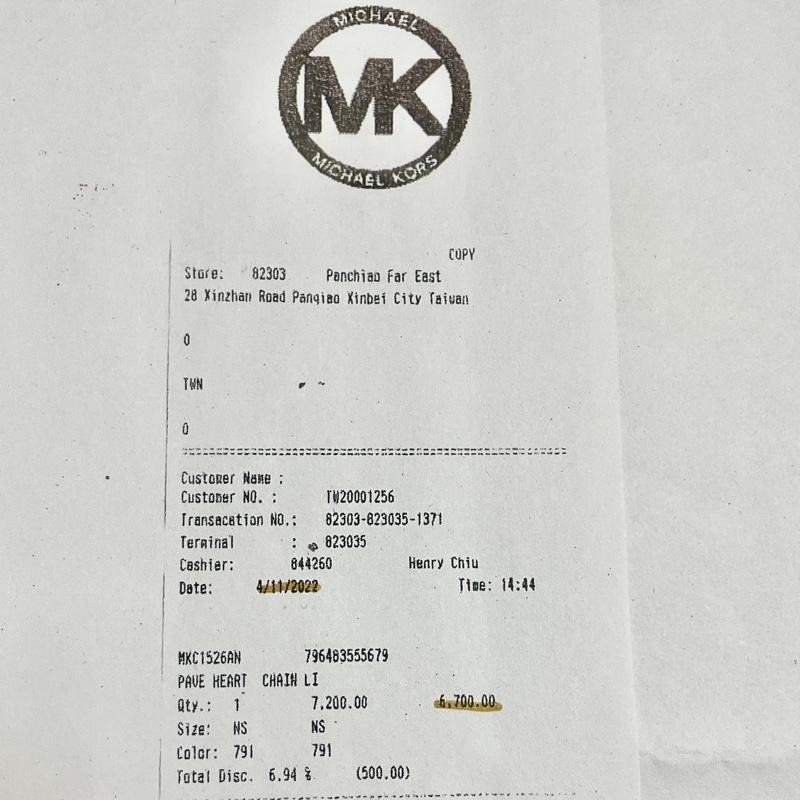 MICHAEL
MK
MICHAEL KORS
COPY
Store: 82303 Panchiao Far East
28 Xinzhan Road Panqiao Xinbei City Taiwan
0
TWN
0
Customer Name :
Customer NO. : TW20001256
Transacation NO.: 82303-823035-1371
Terminal : 823035
Cashier: 844260 Henry Chiu
Date: 4/11/2022 Time: 14:44
MKC1526AN 796483555679
PAVE HEART CHAIN LI
Qty.: 1 7,200.00 6,700.00
Size: NS NS
Color: 791 791
Total Disc. 6.94 % (500.00)